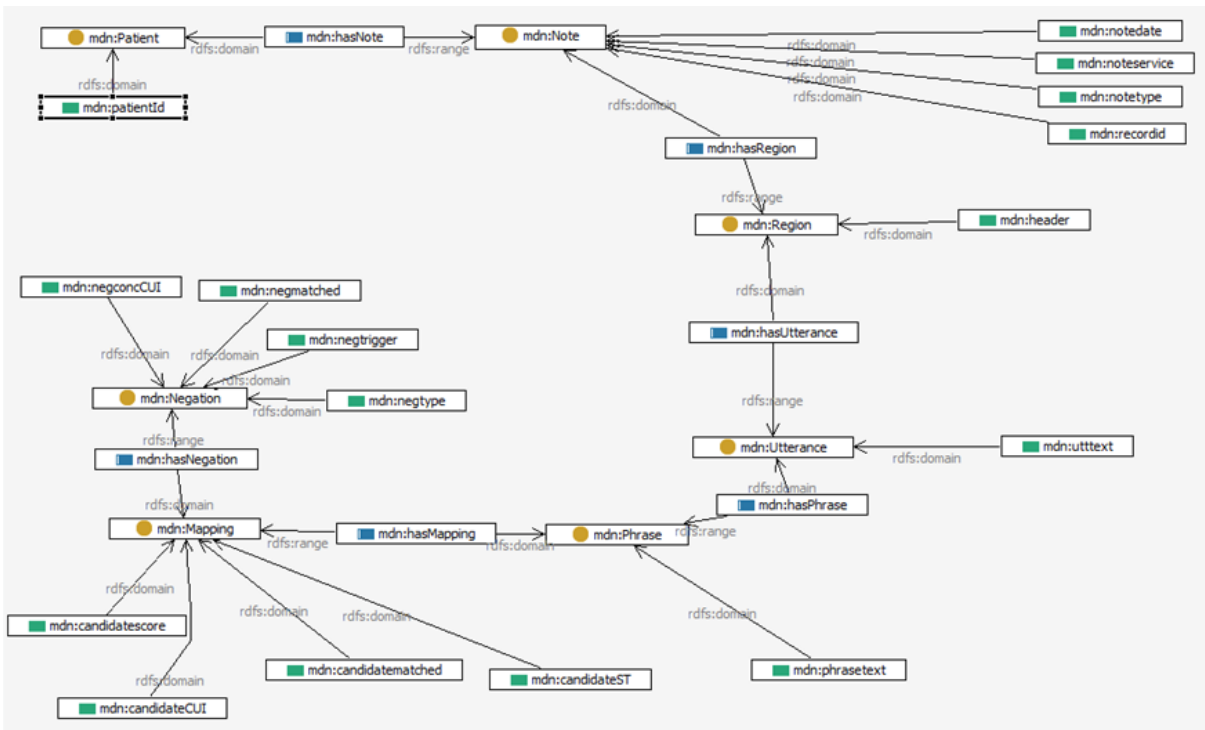 mdn:Patient
mdn:hasNote
mdn:Note
mdn:notedate
rdfs:domain
rdfs:range
rdfs:domain
mdn:noteservice
rdfs:domain
rdfs:domain
mdn:notetype
rdfs:domain
rdfs:domain
mdn:patientId
rdfs:domain
mdn:recordid
mdn:hasRegion
rdfs:range
mdn:Region
mdn:header
rdfs:domain
mdn:negconcCUI
mdn:negmatched
rdfs:domain
mdn:hasUtterance
mdn:negtrigger
rdfs:domain
rdfs:domain
rdfs:domain
mdn:Negation
mdn:negtype
rdfs:domain
rdfs:range
rdfs:range
mdn:hasNegation
mdn:Utterance
mdn:utttext
rdfs:domain
rdfs:domain
rdfs:domain
mdn:hasPhrase
mdn:Mapping
mdn:hasMapping
mdn:Phrase
rdfs:range
rdfs:range
rdfs:domain
rdfs:domain
rdfs:domain
rdfs:domain
rdfs:domain
mdn:candidatescore
mdn:candidatematched
mdn:candidateST
mdn:phrasetext
rdfs:domain
mdn:candidateCUI